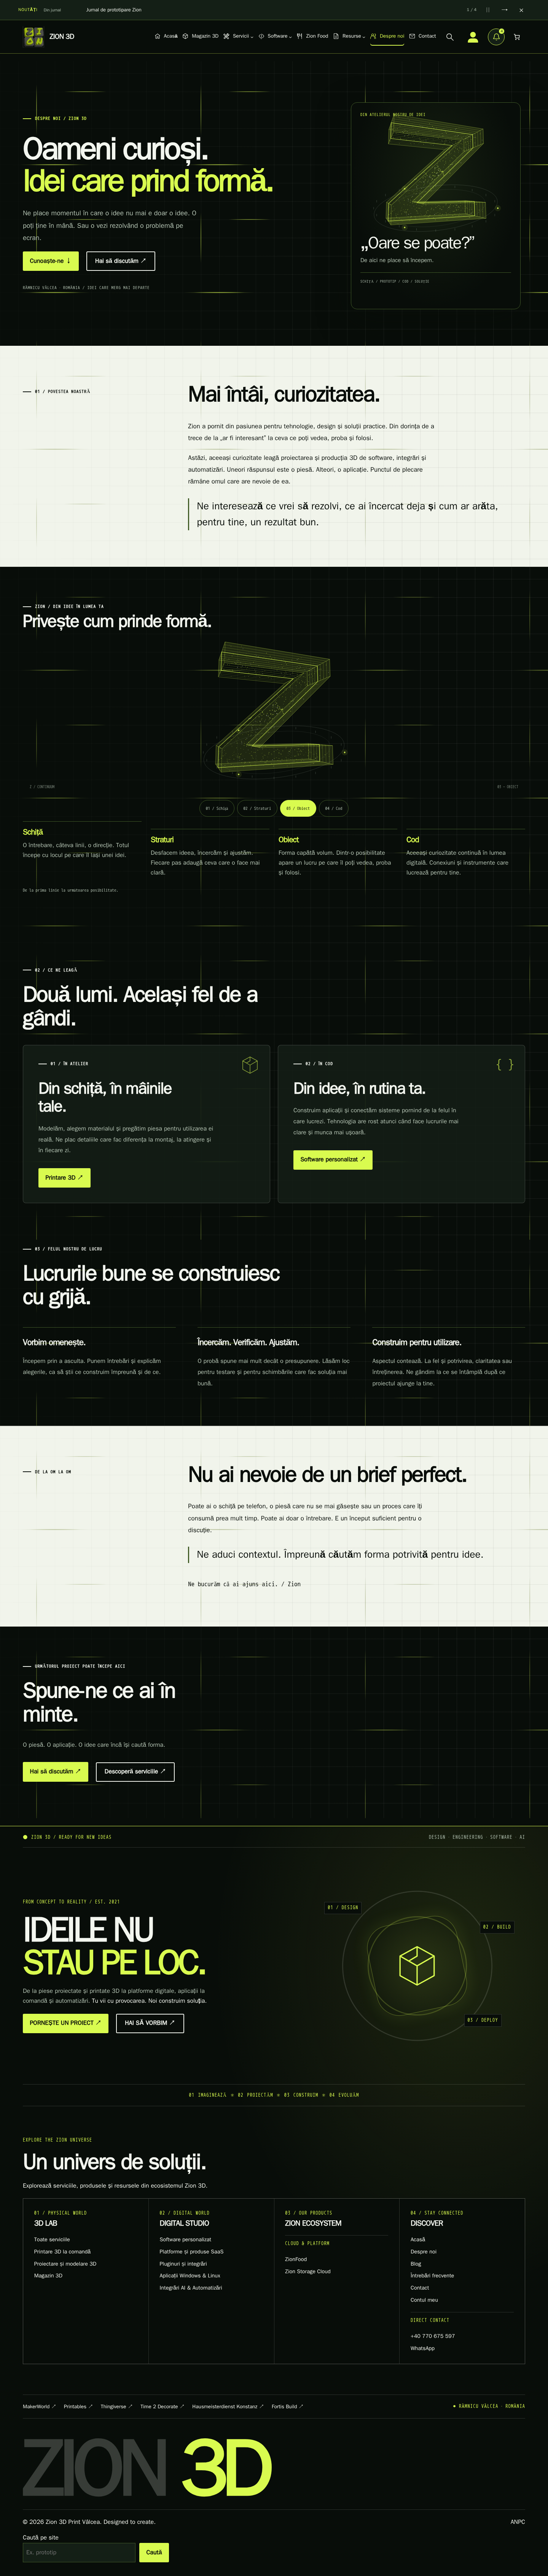 NOUTĂȚI Din jurnal Jurnal de prototipare Zion 1 / 4
ZION 3D Acasă Magazin 3D Servicii Software Zion Food Resurse Despre noi Contact
DESPRE NOI / ZION 3D
Oameni curioși.
Idei care prind formă.
Ne place momentul în care o idee nu mai e doar o idee. O
poți ține în mână. Sau o vezi rezolvând o problemă pe
ecran.
Cunoaște-ne ↓ Hai să discutăm ↗
RÂMNICU VÂLCEA · ROMÂNIA / IDEI CARE MERG MAI DEPARTE
DIN ATELIERUL NOSTRU DE IDEI
„Oare se poate?”
De aici ne place să începem.
SCHIȚĂ / PROTOTIP / COD / SOLUȚIE
01 / POVESTEA NOASTRĂ
Mai întâi, curiozitatea.
Zion a pornit din pasiunea pentru tehnologie, design și soluții practice. Din dorința de a
trece de la „ar fi interesant” la ceva ce poți vedea, proba și folosi.
Astăzi, aceeași curiozitate leagă proiectarea și producția 3D de software, integrări și
automatizări. Uneori răspunsul este o piesă. Alteori, o aplicație. Punctul de plecare
rămâne omul care are nevoie de ea.
Ne interesează ce vrei să rezolvi, ce ai încercat deja și cum ar arăta,
pentru tine, un rezultat bun.
ZION / DIN IDEE ÎN LUMEA TA
Privește cum prinde formă.
Z / CONTINUUM
03 — OBIECT
01 / Schița 02 / Straturi 03 / Obiect 04 / Cod
Schiță
O întrebare, câteva linii, o direcție. Totul
începe cu locul pe care îl lași unei idei.
Straturi
Desfacem ideea, încercăm și ajustăm.
Fiecare pas adaugă ceva care o face mai
clară.
Obiect
Forma capătă volum. Dintr-o posibilitate
apare un lucru pe care îl poți vedea, proba
și folosi.
Cod
Aceeași curiozitate continuă în lumea
digitală. Conexiuni și instrumente care
lucrează pentru tine.
De la prima linie la următoarea posibilitate.
02 / CE NE LEAGĂ
Două lumi. Același fel de a
gândi.
01 / ÎN ATELIER
Din schiță, în mâinile
tale.
Modelăm, alegem materialul și pregătim piesa pentru utilizarea ei
reală. Ne plac detaliile care fac diferența la montaj, la atingere și
în fiecare zi.
Printare 3D ↗
02 / ÎN COD
{ }
Din idee, în rutina ta.
Construim aplicații și conectăm sisteme pornind de la felul în
care lucrezi. Tehnologia are rost atunci când face lucrurile mai
clare și munca mai ușoară.
Software personalizat ↗
03 / FELUL NOSTRU DE LUCRU
Lucrurile bune se construiesc
cu grijă.
Vorbim omenește.
Începem prin a asculta. Punem întrebări și explicăm
alegerile, ca să știi ce construim împreună și de ce.
Încercăm. Verificăm. Ajustăm.
O probă spune mai mult decât o presupunere. Lăsăm loc
pentru testare și pentru schimbările care fac soluția mai
bună.
Construim pentru utilizare.
Aspectul contează. La fel și potrivirea, claritatea sau
întreținerea. Ne gândim la ce se întâmplă după ce
proiectul ajunge la tine.
DE LA OM LA OM
Nu ai nevoie de un brief perfect.
Poate ai o schiță pe telefon, o piesă care nu se mai găsește sau un proces care îți
consumă prea mult timp. Poate ai doar o întrebare. E un început suficient pentru o
discuție.
Ne aduci contextul. Împreună căutăm forma potrivită pentru idee.
Ne bucurăm că ai ajuns aici. / Zion
URMĂTORUL PROIECT POATE ÎNCEPE AICI
Spune-ne ce ai în
minte.
O piesă. O aplicație. O idee care încă își caută forma.
Hai să discutăm ↗ Descoperă serviciile ↗
ZION 3D / READY FOR NEW IDEAS
DESIGN · ENGINEERING · SOFTWARE · AI
FROM CONCEPT TO REALITY / EST. 2021
IDEILE NU
STAU PE LOC.
De la piese proiectate și printate 3D la platforme digitale, aplicații la
comandă și automatizări. Tu vii cu provocarea. Noi construim soluția.
PORNEȘTE UN PROIECT ↗ HAI SĂ VORBIM ↗
01 / DESIGN
02 / BUILD
03 / DEPLOY
01 IMAGINEAZĂ 02 PROIECTĂM 03 CONSTRUIM 04 EVOLUĂM
EXPLORE THE ZION UNIVERSE
Un univers de soluții.
Explorează serviciile, produsele și resursele din ecosistemul Zion 3D.
01 / PHYSICAL WORLD
3D LAB
Toate serviciile
Printare 3D la comandă
Proiectare și modelare 3D
Magazin 3D
02 / DIGITAL WORLD
DIGITAL STUDIO
Software personalizat
Platforme și produse SaaS
Pluginuri și integrări
Aplicații Windows & Linux
Integrări AI & Automatizări
03 / OUR PRODUCTS
ZION ECOSYSTEM
CLOUD & PLATFORM
ZionFood
Zion Storage Cloud
04 / STAY CONNECTED
DISCOVER
Acasă
Despre noi
Blog
Întrebări frecvente
Contact
Contul meu
DIRECT CONTACT
+40 770 675 597
WhatsApp
MakerWorld ↗ Printables ↗ Thingiverse ↗ Time 2 Decorate ↗ Hausmeisterdienst Konstanz ↗ Fortis Build ↗
RÂMNICU VÂLCEA · ROMÂNIA
ZION 3D
© 2026 Zion 3D Print Vâlcea. Designed to create.
ANPC
Caută pe site
Ex. prototip
Caută